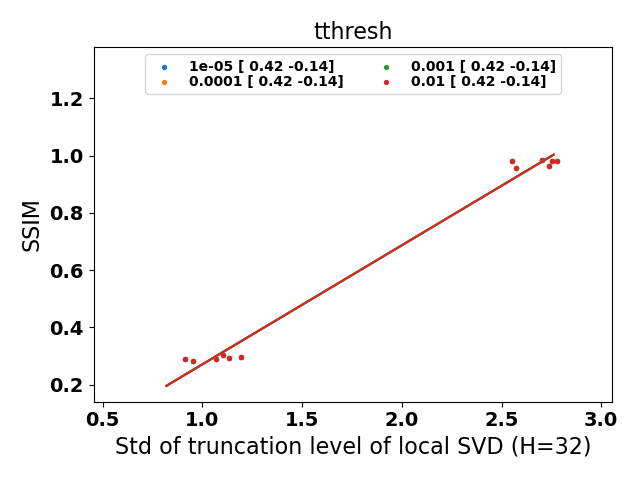 tthresh
1e-05 [ 0.42 -0.14]
0.0001 [ 0.42 -0.14]
0.001 [ 0.42 -0.14]
0.01 [ 0.42 -0.14]
1.2
1.0
0.8
0.6
0.4
0.2
SSIM
0.5 1.0 1.5 2.0 2.5 3.0
Std of truncation level of local SVD (H=32)